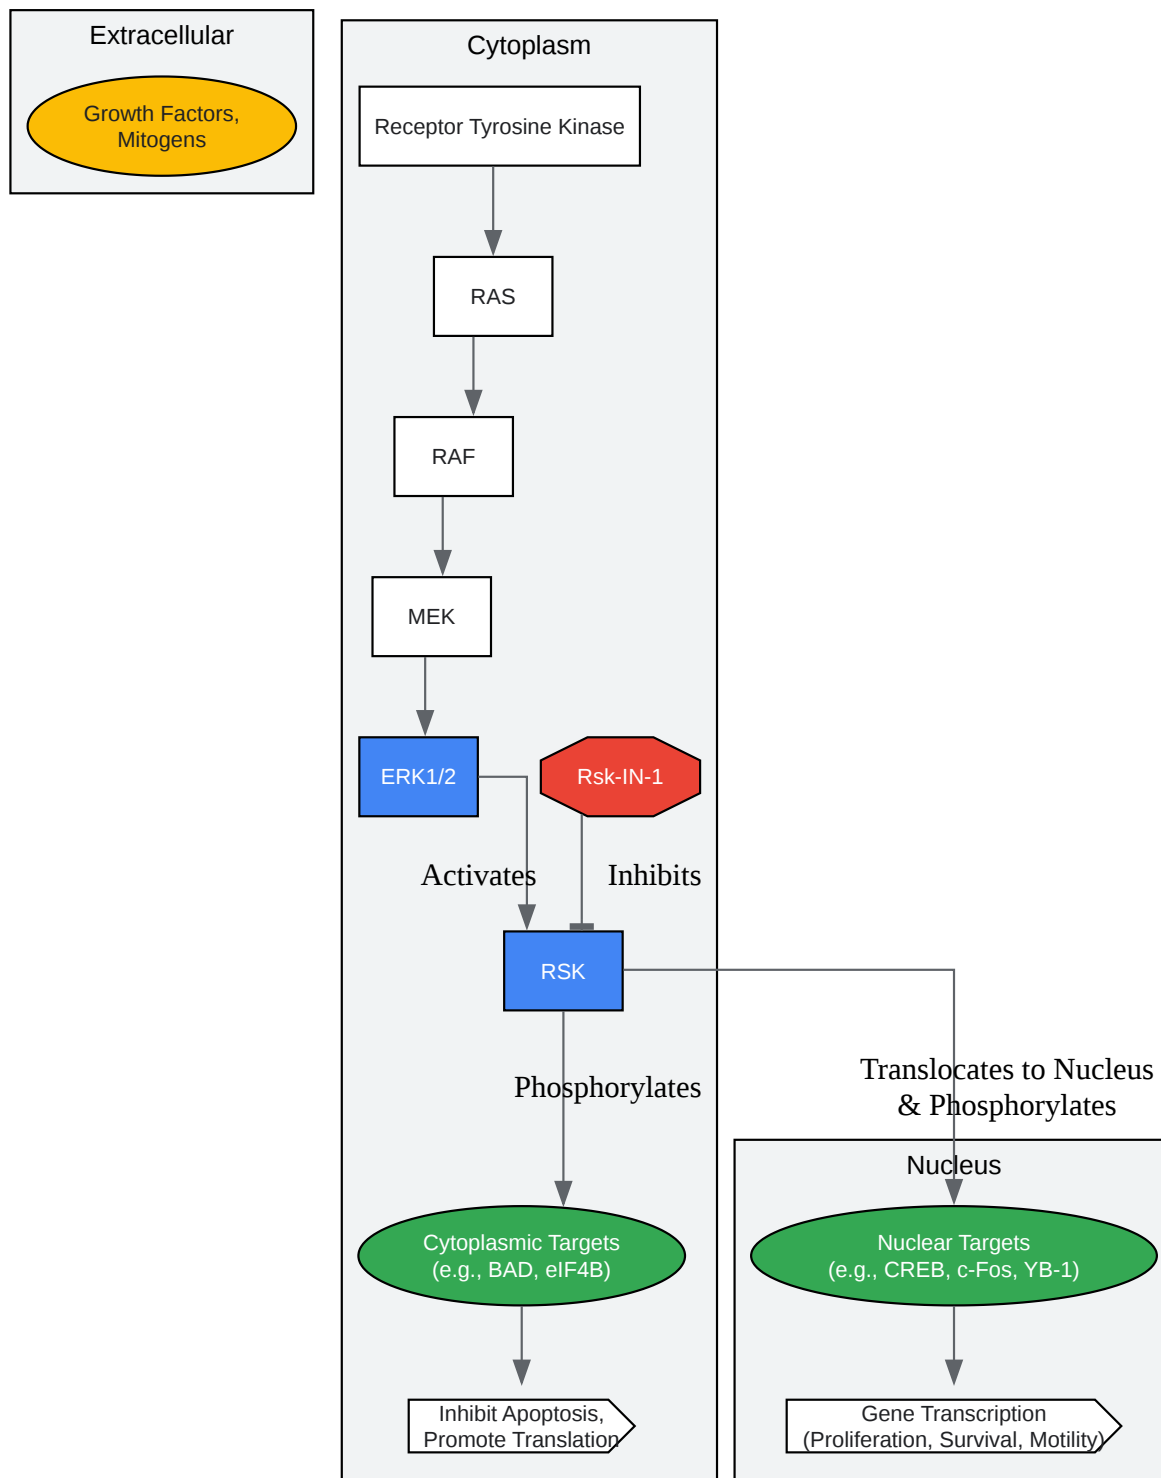 Extracellular
Growth Factors,
Mitogens
Cytoplasm
Receptor Tyrosine Kinase
RAS
RAF
MEK
ERK1/2
Rsk-IN-1
Activates
Inhibits
RSK
Phosphorylates
Translocates to Nucleus
& Phosphorylates
Nucleus
Cytoplasmic Targets
(e.g., BAD, eIF4B)
Nuclear Targets
(e.g., CREB, c-Fos, YB-1)
Inhibit Apoptosis,
Promote Translation
Gene Transcription
(Proliferation, Survival, Motility)